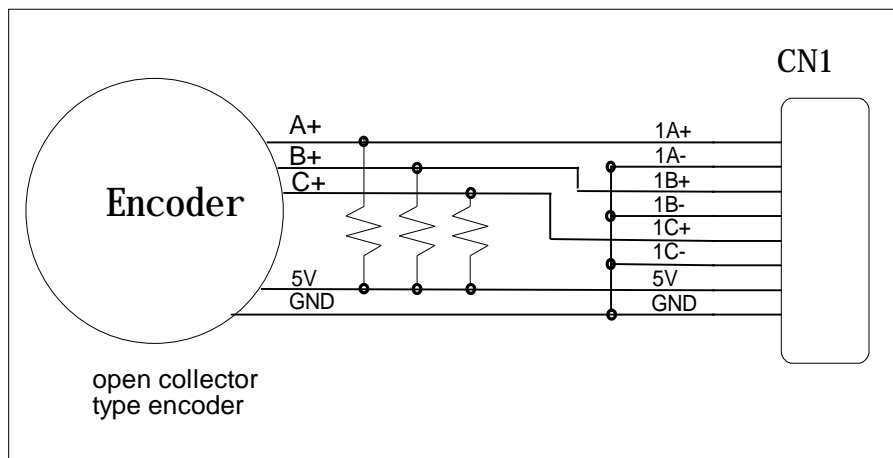 CN1
A+
1A+
1A-
B+
1B+
C+
Encoder
1B-
1C+
1C-
5V
5V
GND
GND
open collector
type encoder